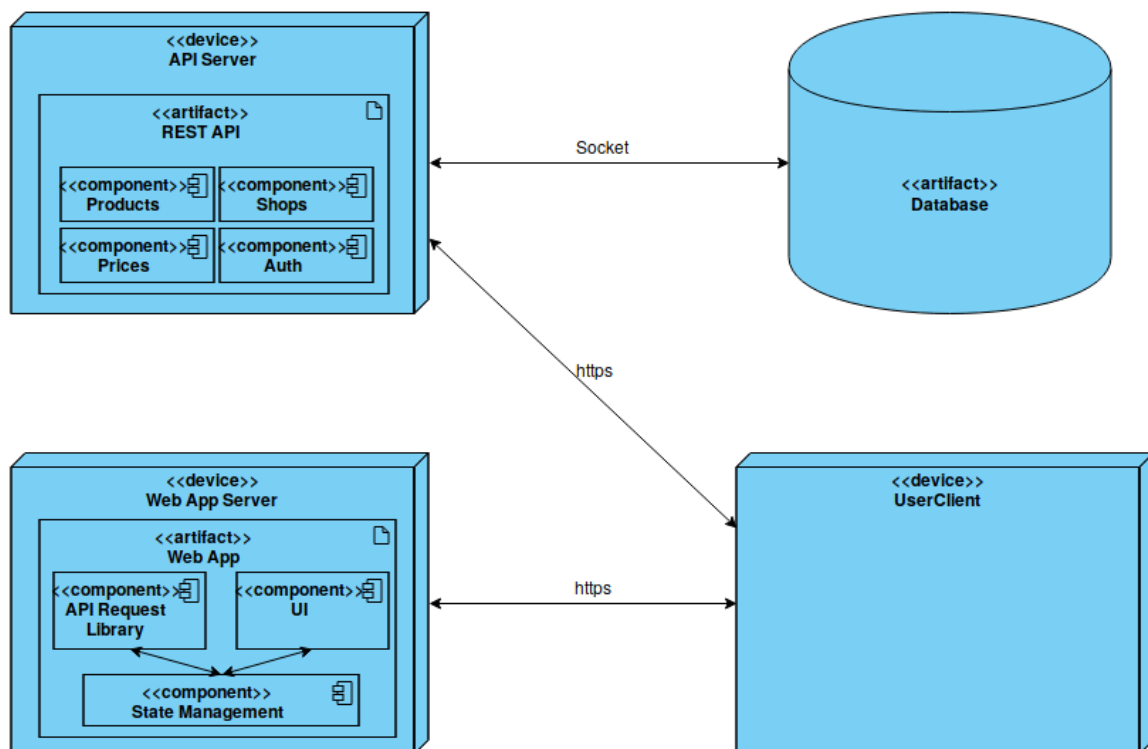 <<device>>
API Server
<<artifact>>
REST API
<<component>>
Products
<<component>>
Shops
<<component>>
Prices
<<component>>
Auth
Socket
<<artifact>>
Database
https
<<device>>
Web App Server
<<artifact>>
Web App
<<component>>
API Request
Library
<<component>>
UI
<<component>>
State Management
https
<<device>>
UserClient